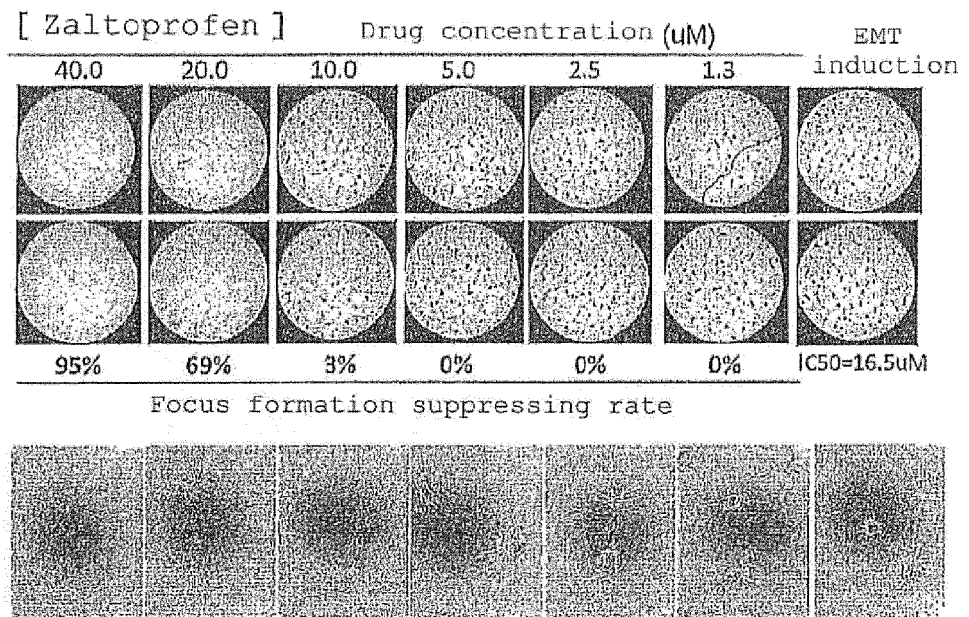 [ Zaltoprofen ]
Drug concentration (uM)
EMT induction
40.0 20.0 10.0 5.0 2.5 1.3
95% 69% 3% 0% 0% 0% IC50=16.5uM
Focus formation suppressing rate